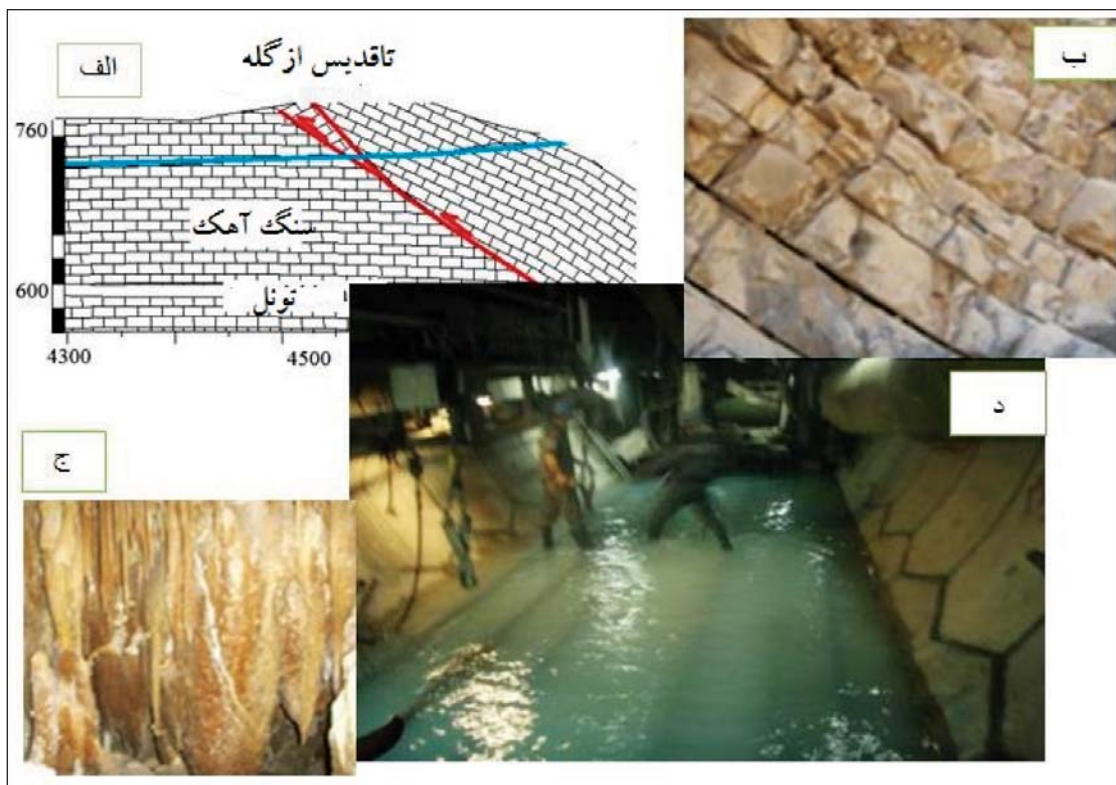 الف
تاقدیس ازگله
ب
760
سنگ آهک
600
تونل
4300
4500
د
ج